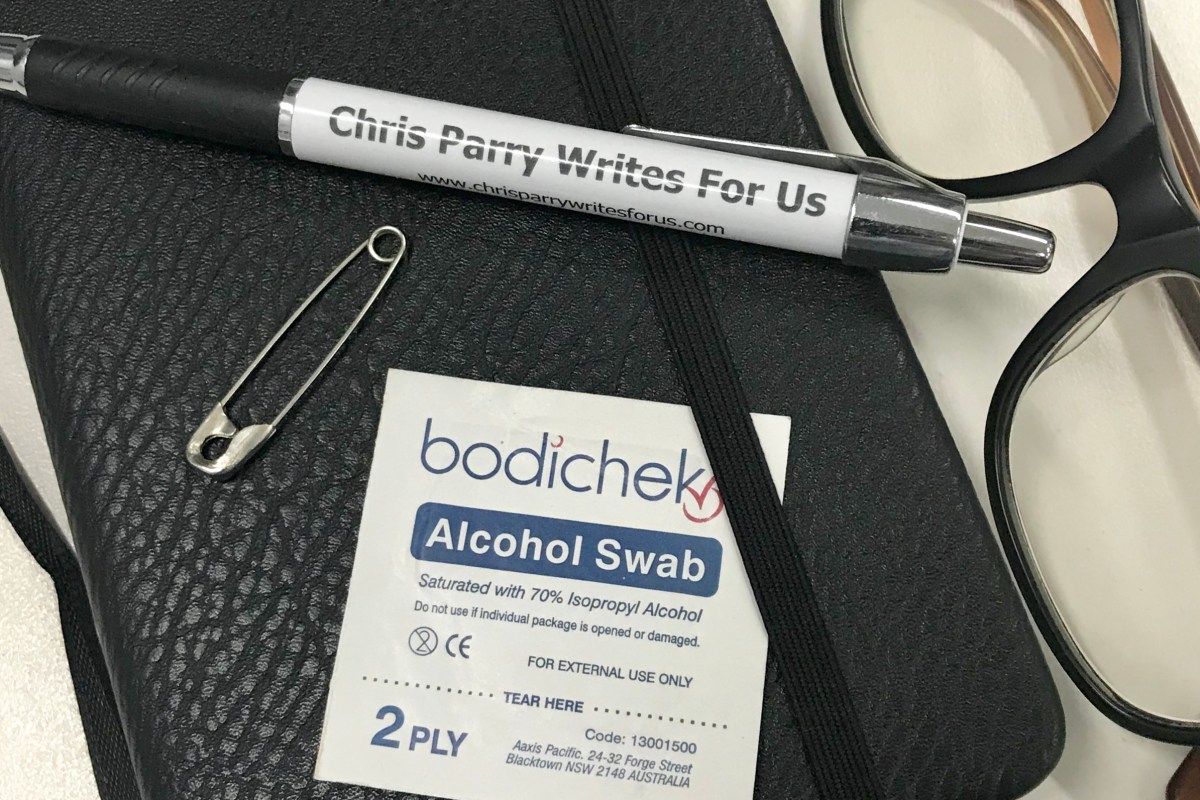 Chris Parry Writes For Us
www.chrisparrywritesforus.com
bodichek
Alcohol Swab
Saturated with 70% Isopropyl Alcohol
Do not use if individual package is opened or damaged.
2 CE
FOR EXTERNAL USE ONLY
TEAR HERE
2 PLY
Code: 13001500
Aaxis Pacific. 24-32 Forge Street
Blacktown NSW 2148 AUSTRALIA